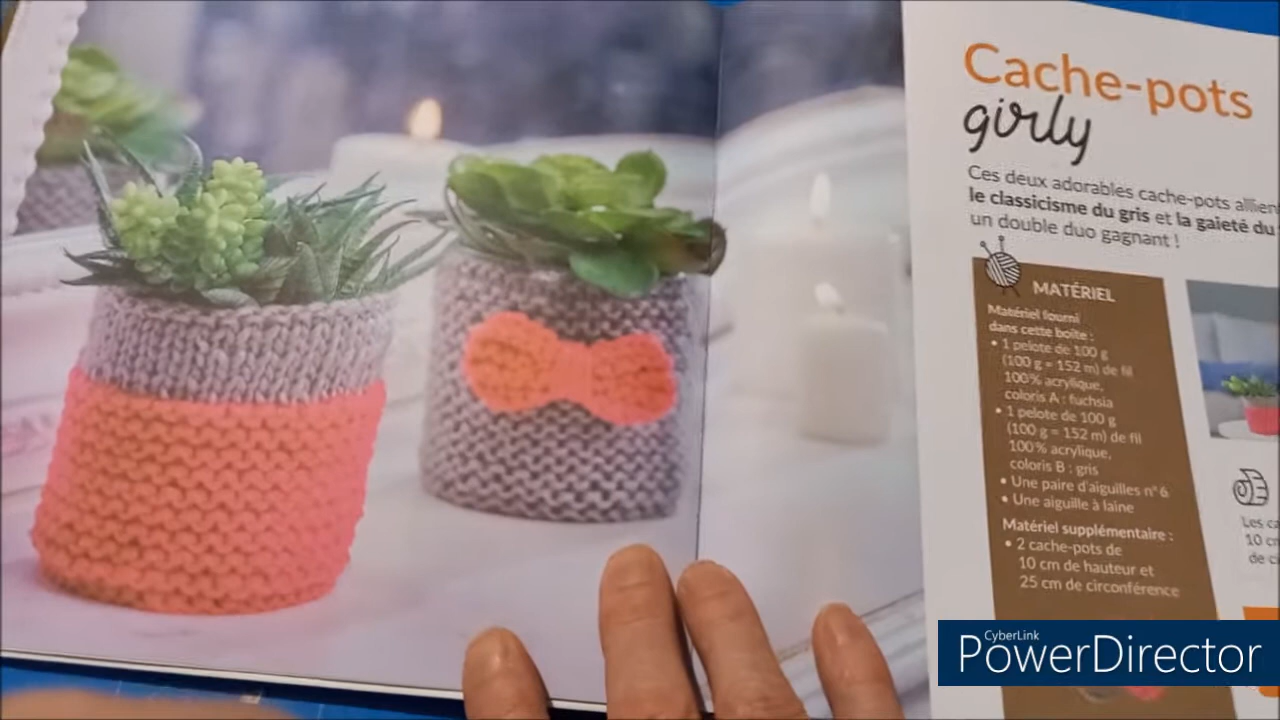 Cache-pots
girly
Ces deux adorables cache-pots allien
le classicisme du gris et la gaieté du
un double duo gagnant !
MATÉRIEL
Matériel fourni
dans cette boîte :
• 1 pelote de 100 g
(100 g = 152 m) de fil
100% acrylique,
coloris A : fuchsia
• 1 pelote de 100 g
(100 g = 152 m) de fil
100% acrylique,
coloris B : gris
• Une paire d'aiguilles n° 6
• Une aiguille à laine
Matériel supplémentaire :
• 2 cache-pots de
10 cm de hauteur et
25 cm de circonférence
Les ca
10 cm
de ci
CyberLink
PowerDirector